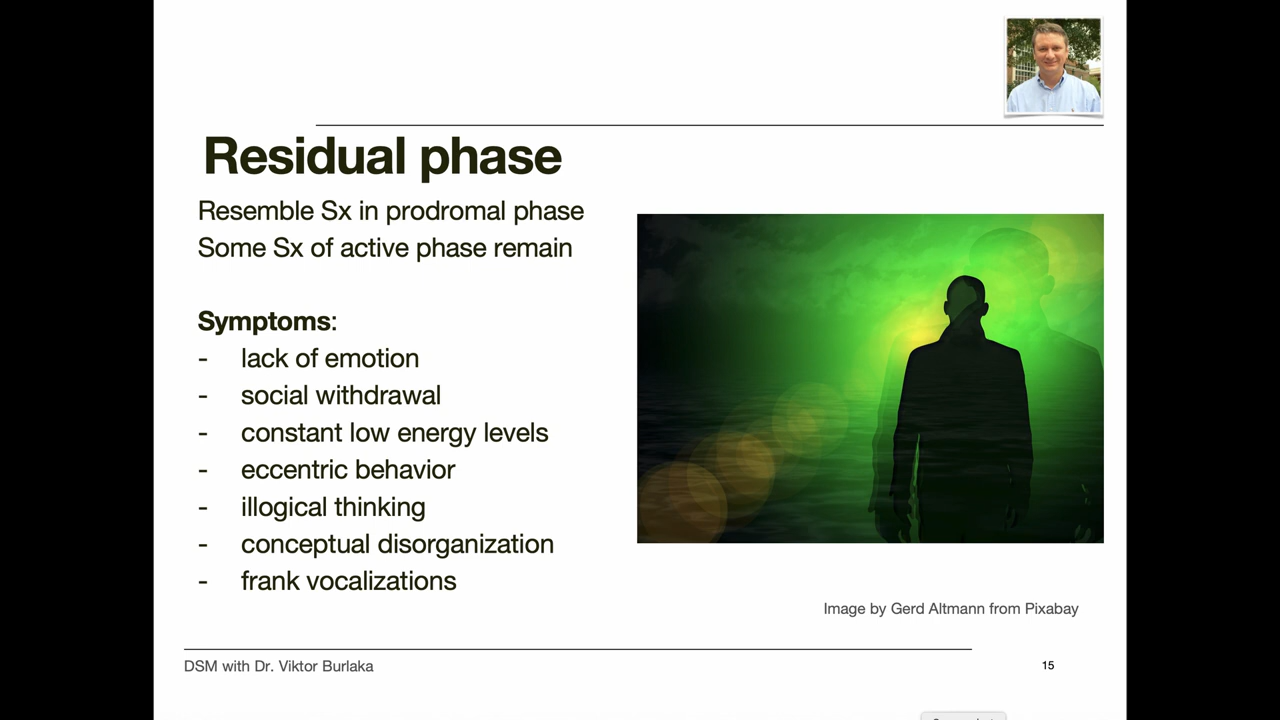 Residual phase
Resemble Sx in prodromal phase
Some Sx of active phase remain
Symptoms:
- lack of emotion
- social withdrawal
- constant low energy levels
- eccentric behavior
- illogical thinking
- conceptual disorganization
- frank vocalizations
Image by Gerd Altmann from Pixabay
DSM with Dr. Viktor Burlaka
15